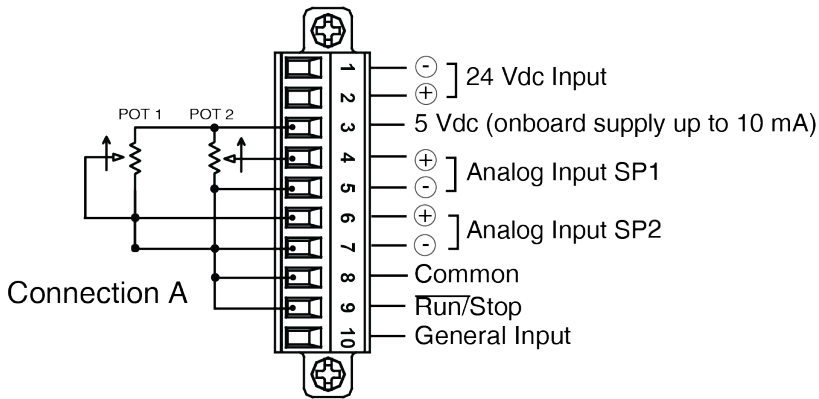 POT 1 POT 2
1 - 24 Vdc Input
2 +
3 5 Vdc (onboard supply up to 10 mA)
4 + Analog Input SP1
5 -
6 + Analog Input SP2
7 -
8 Common
9 Run/Stop
10 General Input
Connection A